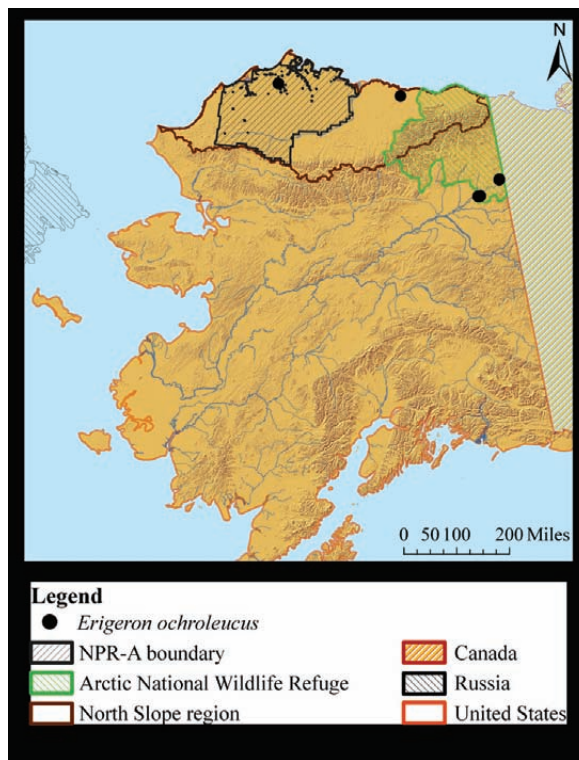 N
0 50 100 200 Miles
Legend
Erigeron ochroleucus
NPR-A boundary
Canada
Arctic National Wildlife Refuge
Russia
North Slope region
United States